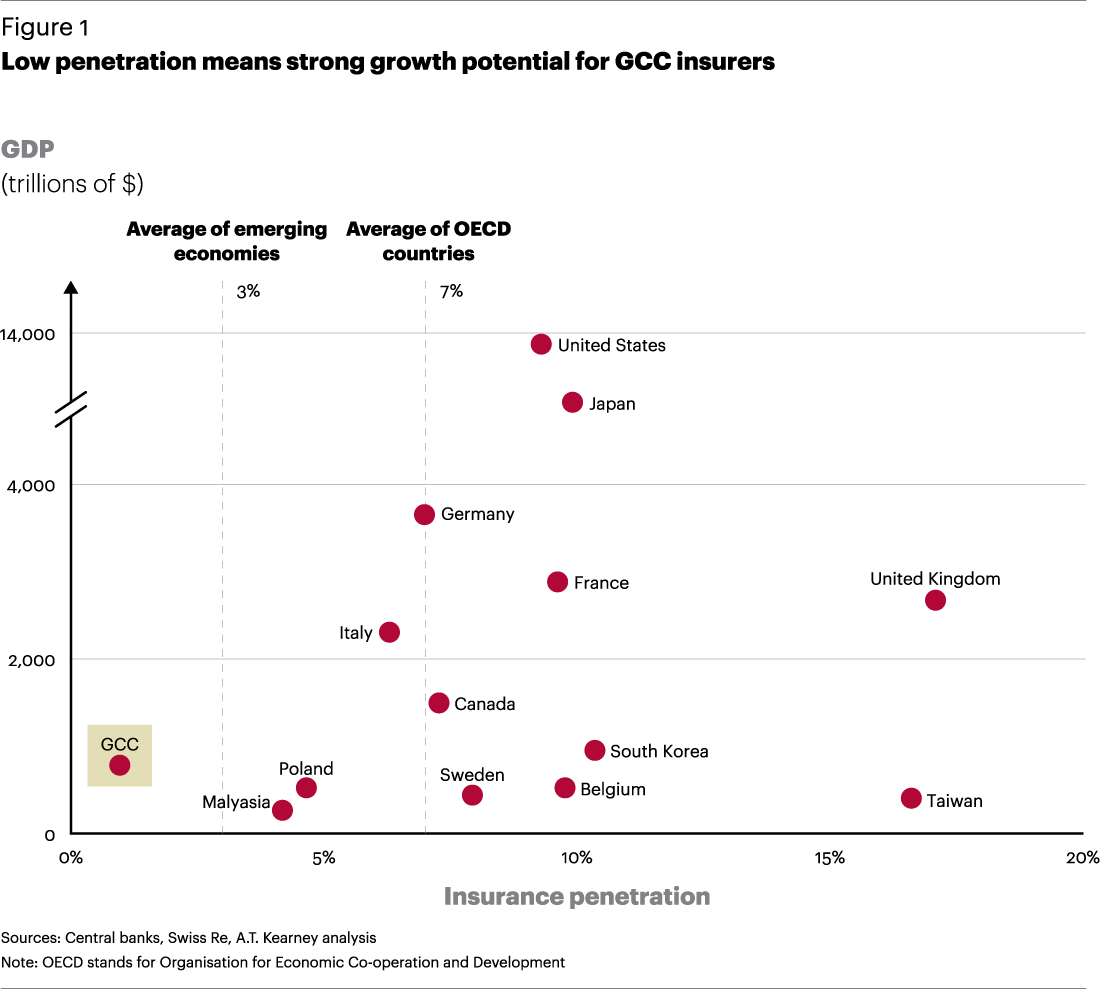 Figure 1
Low penetration means strong growth potential for GCC insurers
GDP
(trillions of $)
Average of emerging
economies
Average of OECD
countries
3%
7%
14,000
United States
Japan
4,000
Germany
France
United Kingdom
Italy
2,000
Canada
GCC
South Korea
Poland
Sweden
Belgium
Malyasia
Taiwan
0
0%
5%
10%
15%
20%
Insurance penetration
Sources: Central banks, Swiss Re, A.T. Kearney analysis
Note: OECD stands for Organisation for Economic Co-operation and Development